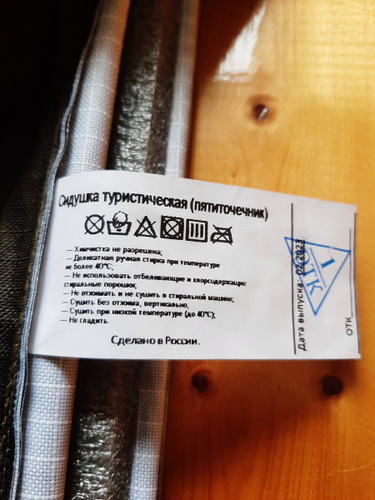 Сидушка туристическая (пятиточечник)
— Химчистка не разрешена;
— Деликатная ручная стирка при температуре
не более 40°С;
— Не использовать отбеливающие и хлорсодержащие
стиральные порошки;
— Не отжимать и не сушить в стиральной машине;
— Сушить без отжима, вертикально;
— Сушить при низкой температуре (до 40°С);
— Не гладить.
Сделано в России.
Дата выпуска:
ОТК
1
ОТК